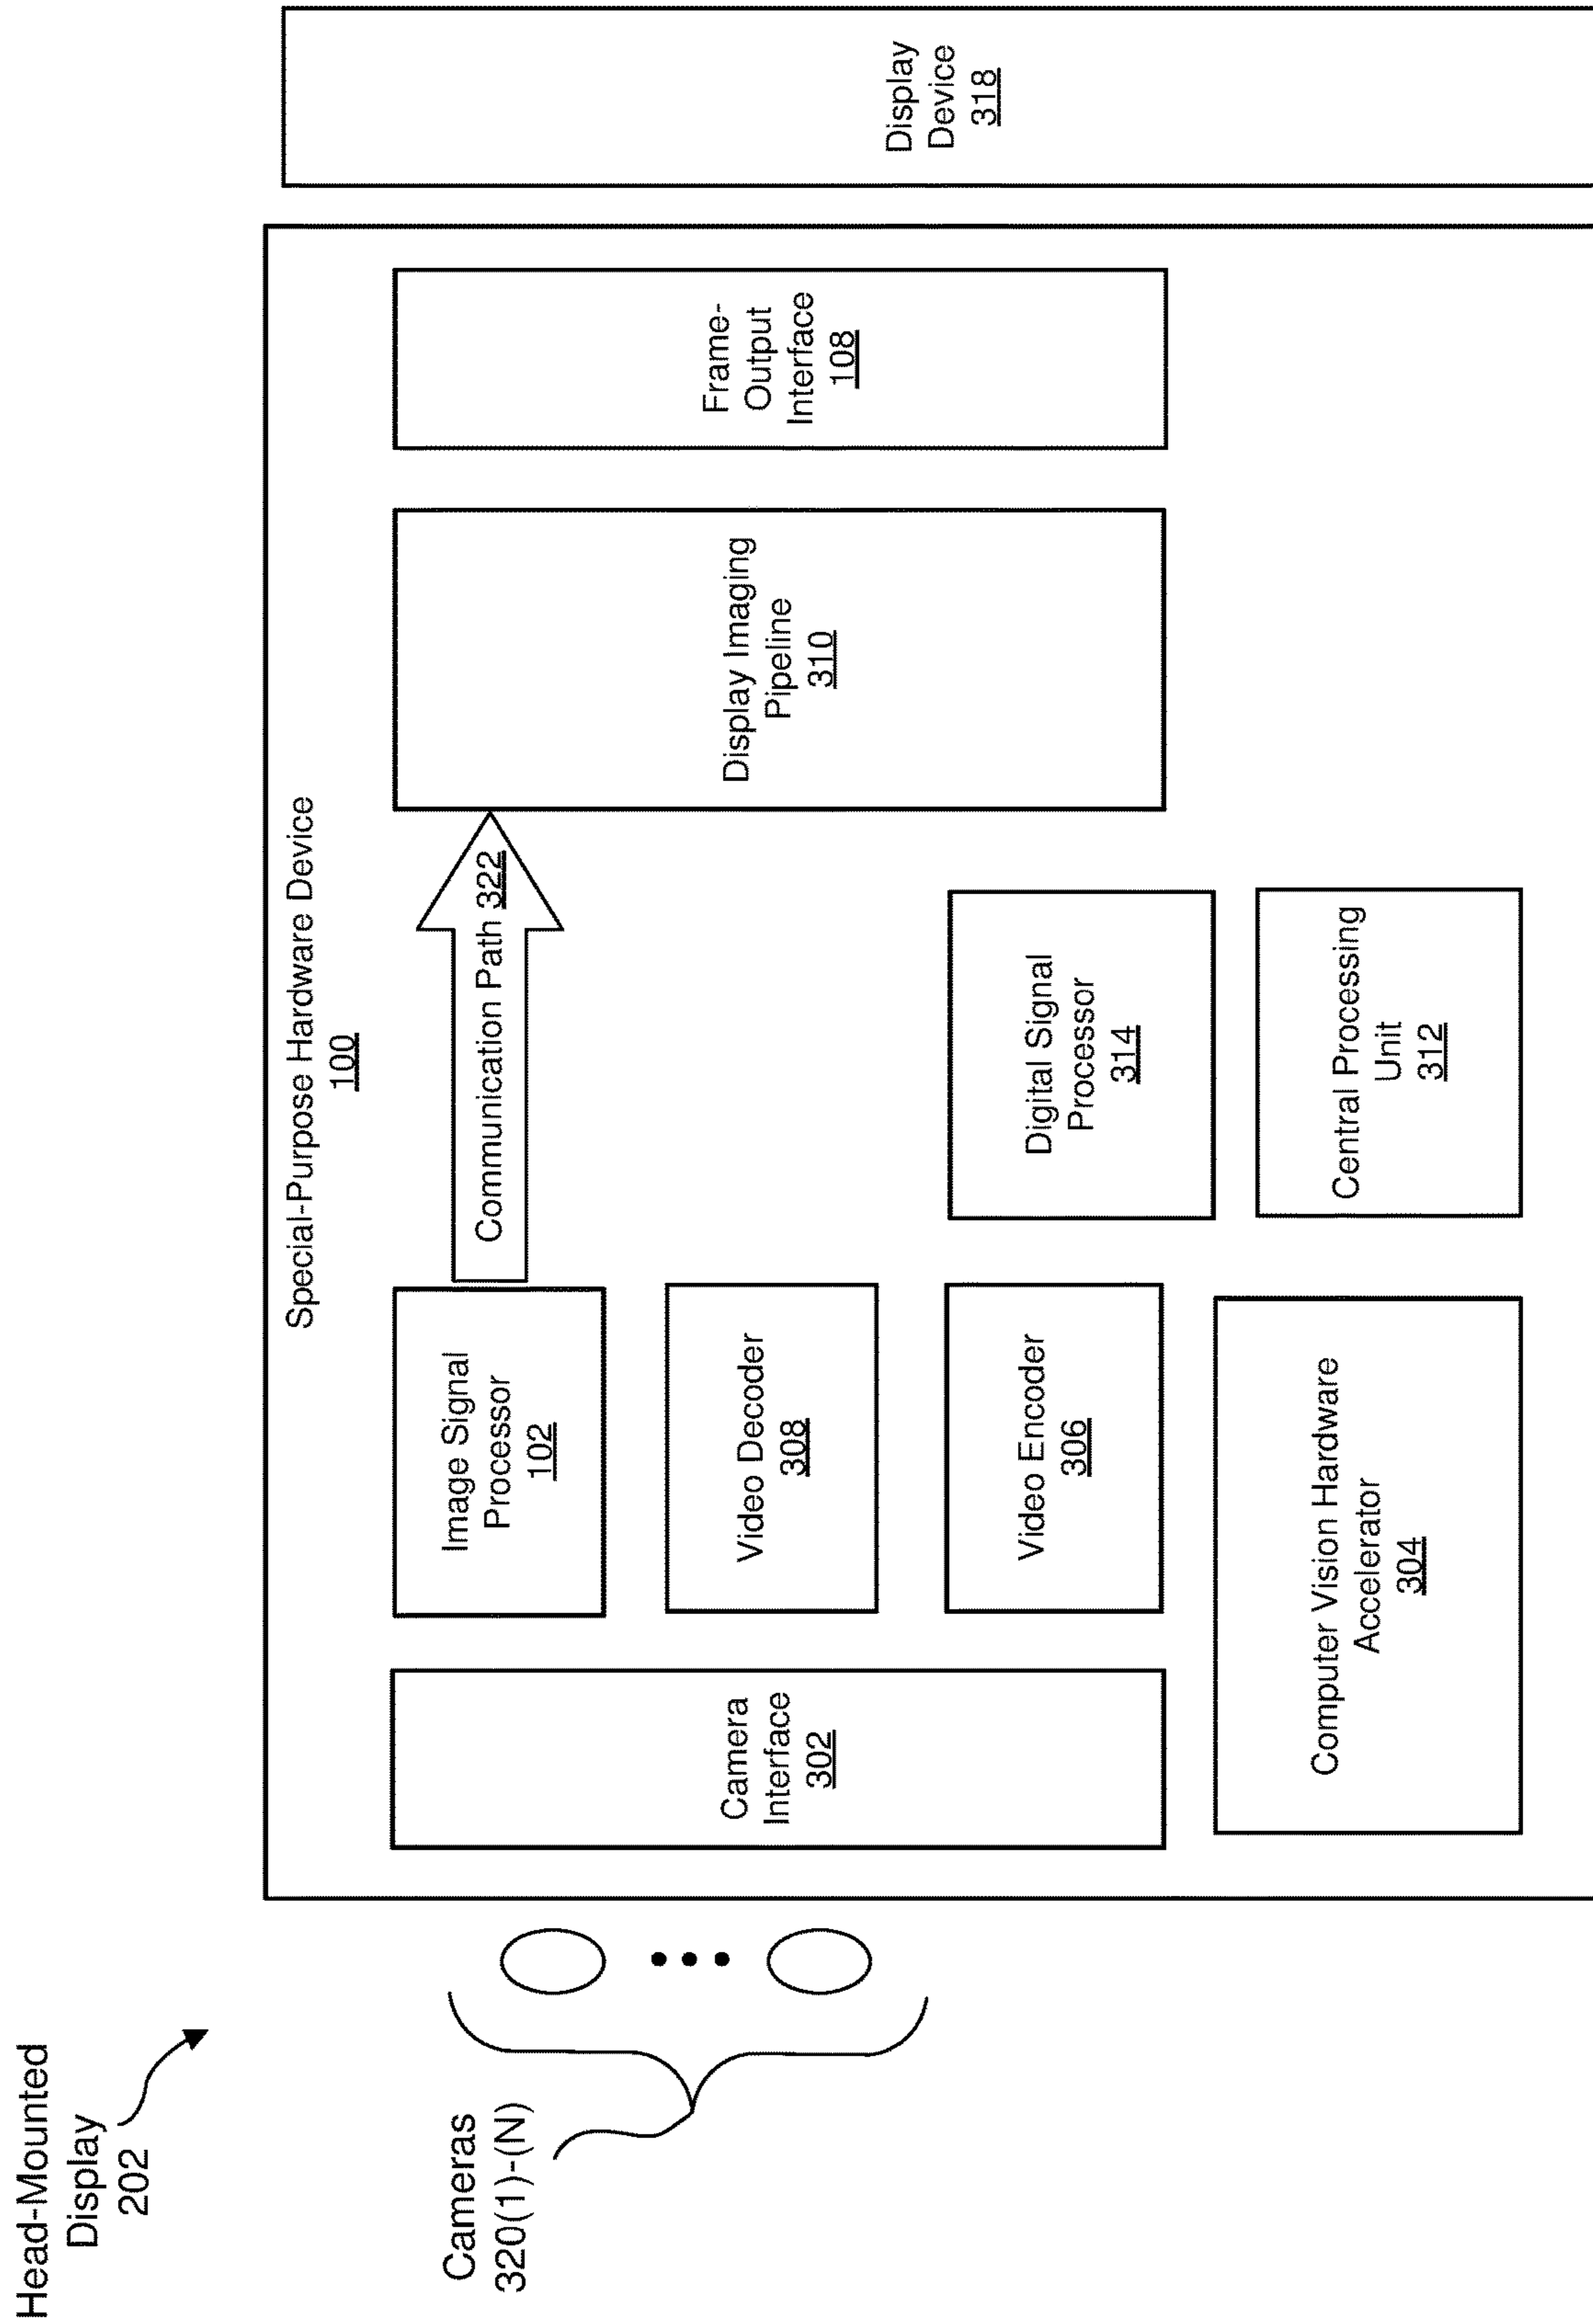 Head-Mounted
Display
202
Cameras
320(1)-(N)
Special-Purpose Hardware Device
100
Camera
Interface
302
Image Signal
Processor
102
Communication Path 322
Video Decoder
308
Video Encoder
306
Computer Vision Hardware
Accelerator
304
Digital Signal
Processor
314
Central Processing
Unit
312
Display Imaging
Pipeline
310
Frame-
Output
Interface
108
Display
Device
318